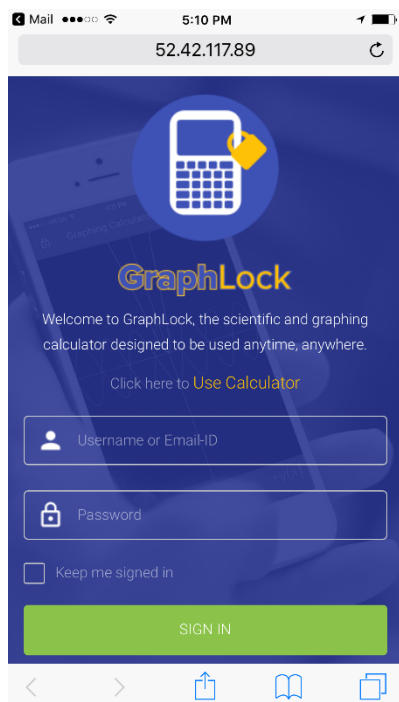 Mail
5:10 PM
52.42.117.89
Graphing Calculator
GraphLock
Welcome to GraphLock, the scientific and graphing
calculator designed to be used anytime, anywhere.
Click here to Use Calculator
Username or Email-ID
Password
Keep me signed in
SIGN IN